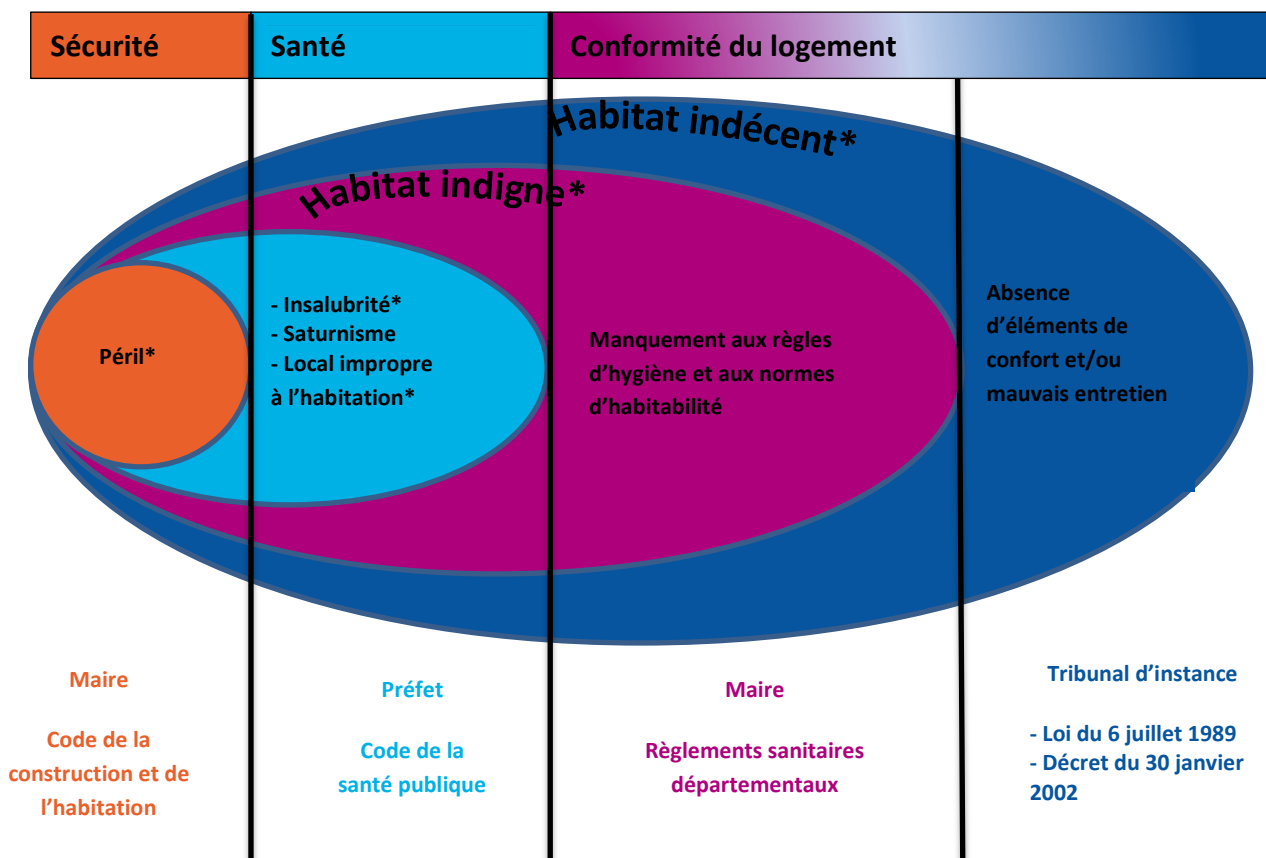 Sécurité
Santé
Conformité du logement
Habitat indécent*
Habitat indigne*
Péril*
- Insalubrité*
- Saturnisme
- Local impropre
à l'habitation*
Manquement aux règles
d'hygiène et aux normes
d'habitabilité
Absence
d'éléments de
confort et/ou
mauvais entretien
Maire
Code de la
construction et de
l'habitation
Préfet
Code de la
santé publique
Maire
Règlements sanitaires
départementaux
Tribunal d'instance
- Loi du 6 juillet 1989
- Décret du 30 janvier
2002